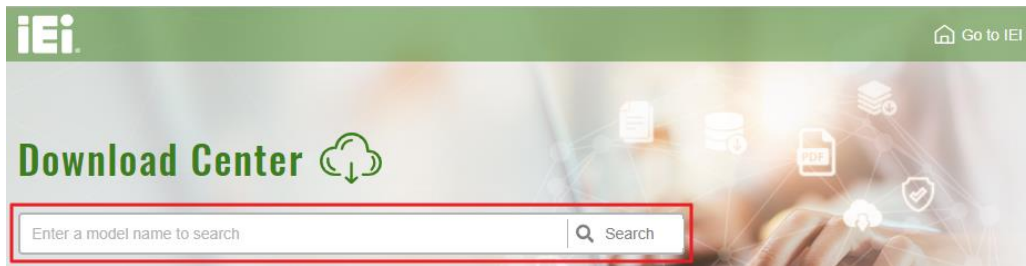 iEi
Go to IEI
Download Center
Enter a model name to search
Search
PDF